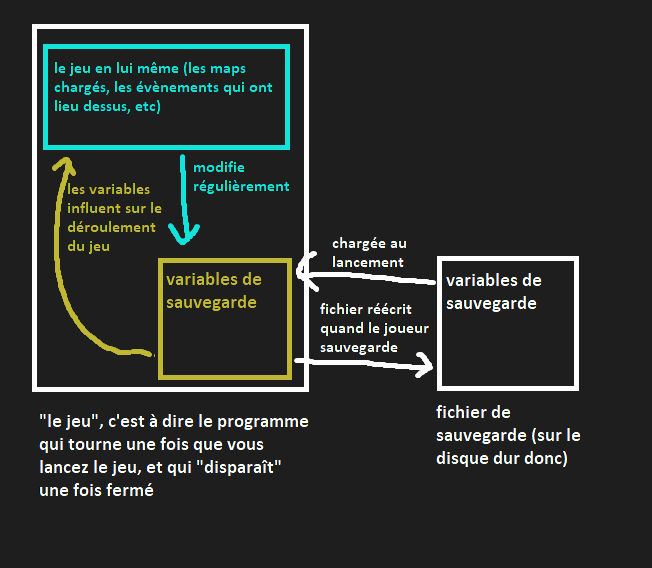 le jeu en lui même (les maps
chargés, les évènements qui ont
lieu dessus, etc)
modifie
régulièrement
les variables
influent sur le
déroulement
du jeu
variables de
sauvegarde
chargée au
lancement
fichier réécrit
quand le joueur
sauvegarde
variables de
sauvegarde
"le jeu", c'est à dire le programme
qui tourne une fois que vous
lancez le jeu, et qui "disparaît"
une fois fermé
fichier de
sauvegarde (sur le
disque dur donc)